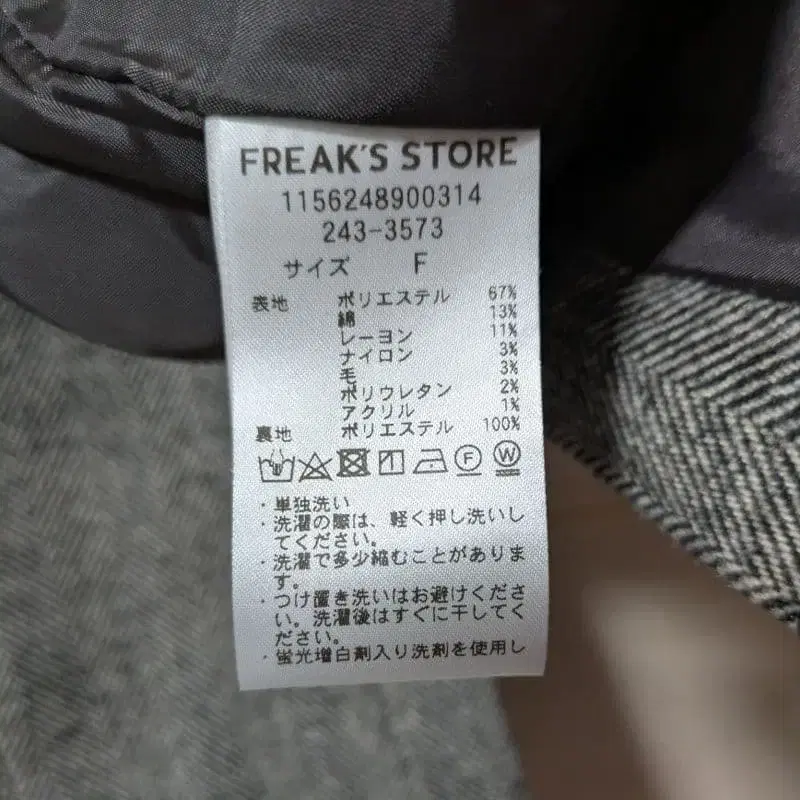 FREAK'S STORE
1156248900314
243-3573
サイズ F
表地 ポリエステル 67%
綿 13%
レーヨン 11%
ナイロン 3%
毛 3%
ポリウレタン 2%
アクリル 1%
裏地 ポリエステル 100%
F W
・単独洗い
・洗濯の際は、軽く押し洗いし
てください。
・洗濯で多少縮むことがありま
す。
・つけ置き洗いはお避けくださ
い。洗濯後はすぐに干してく
ださい。
・蛍光増白剤入り洗剤を使用し